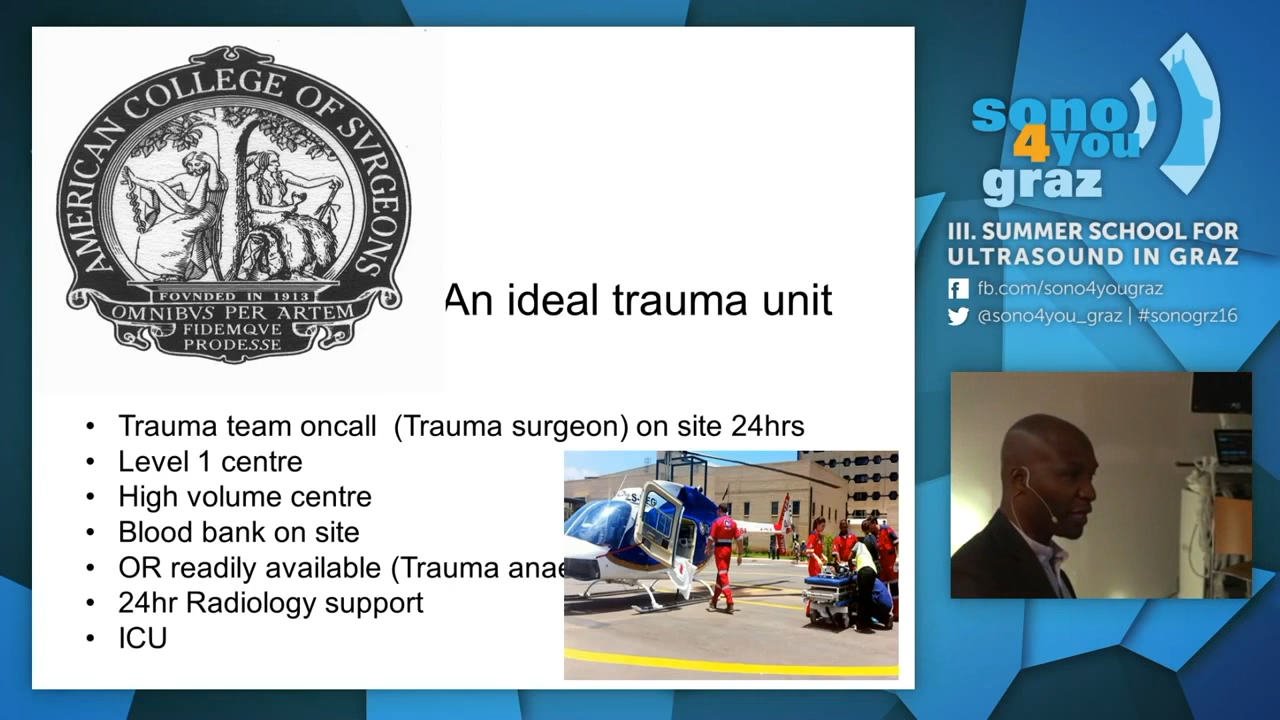 AMERICAN COLLEGE OF SVRGEONS
FOUNDED IN 1913
OMNIBVS PER ARTEM
FIDEMQVE
PRODESSE
An ideal trauma unit
• Trauma team oncall (Trauma surgeon) on site 24hrs
• Level 1 centre
• High volume centre
• Blood bank on site
• OR readily available (Trauma anae
• 24hr Radiology support
• ICU
sono
4you
graz
III. SUMMER SCHOOL FOR
ULTRASOUND IN GRAZ
fb.com/sono4yougraz
@sono4you_graz | #sonogrz16